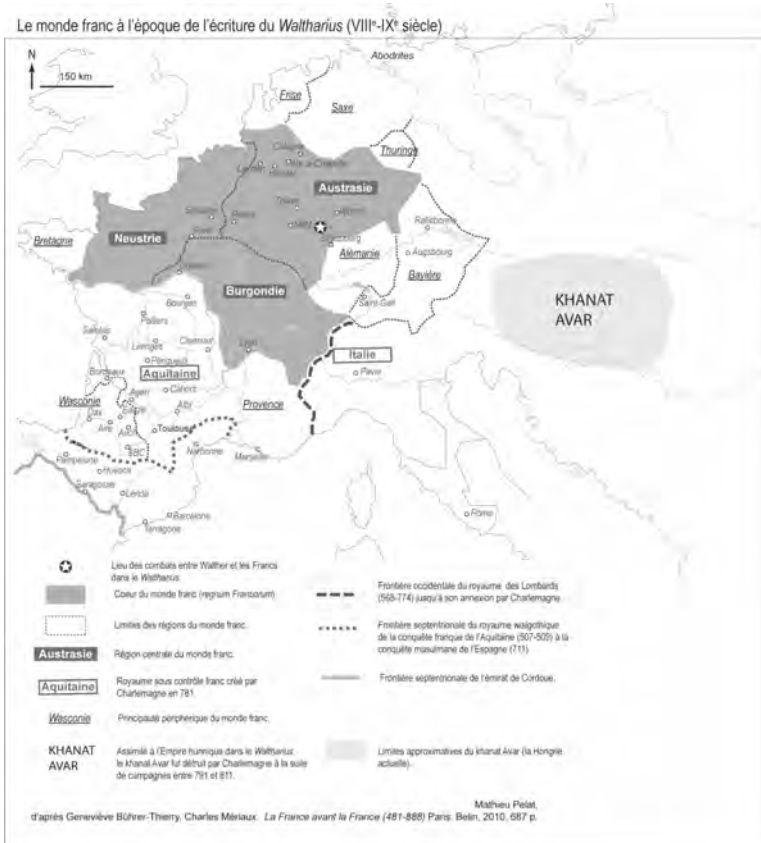 Le monde franc à l'époque de l'écriture du Waltharius (VIIIᵉ-IXᵉ siècle)
N
150 km
Abodrites
Frise
Saxe
Thuringe
Cologne
Aix-la-Chapelle
Austrasie
Trèves
Reims
Metz
Strasbourg
Ratisbonne
Neustrie
Bretagne
Alémanie
Augsbourg
Bavière
Burgondie
Saint-Gall
KHANAT
AVAR
Bourges
Poitiers
Saintes
Limoges
Clermont
Périgueux
Lyon
Italie
Pavie
Bordeaux
Aquitaine
Agen
Cahors
Wasconie
Provence
Dax
Albi
Aire
Auch
Toulouse
Pampelune
SBC
Narbonne
Marseille
Huesca
Saragosse
Lérida
Barcelone
Tarragone
Rome
Lieu des combats entre Walther et les Francs
dans le Waltharius.
Coeur du monde franc (regnum Francorum).
Limites des régions du monde franc.
Austrasie
Région centrale du monde franc.
Aquitaine
Royaume sous contrôle franc créé par
Charlemagne en 781.
Wasconie
Principauté périphérique du monde franc.
KHANAT
AVAR
Assimilé à l'Empire hunnique dans le Waltharius,
le khanat Avar fut détruit par Charlemagne à la suite
de campagnes entre 791 et 811.
Frontière occidentale du royaume des Lombards
(568-774) jusqu'à son annexion par Charlemagne.
Frontière septentrionale du royaume wisigothique
de la conquête franque de l'Aquitaine (507-509) à la
conquête musulmane de l'Espagne (711).
Frontière septentrionale de l'émirat de Cordoue.
Limites approximatives du khanat Avar (la Hongrie
actuelle).
Mathieu Pelat,
d'après Geneviève Bührer-Thierry, Charles Mériaux. La France avant la France (481-888) Paris: Belin, 2010, 687 p.